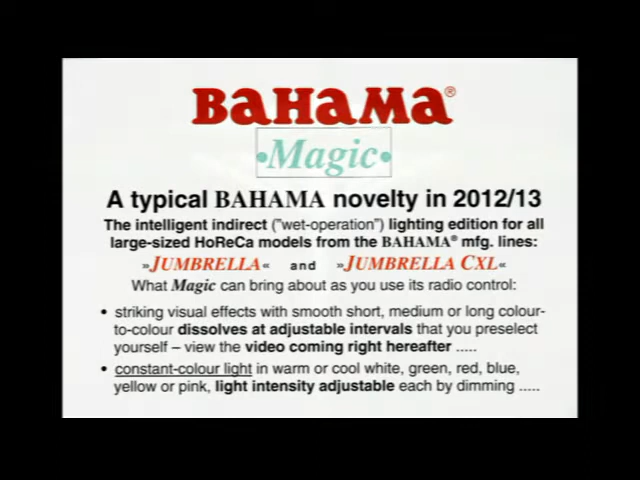 BAHAMA®
•Magic•
A typical BAHAMA novelty in 2012/13
The intelligent indirect ("wet-operation") lighting edition for all
large-sized HoReCa models from the BAHAMA® mfg. lines:
»JUMBRELLA« and »JUMBRELLA CXL«
What Magic can bring about as you use its radio control:
• striking visual effects with smooth short, medium or long colour-
to-colour dissolves at adjustable intervals that you preselect
yourself – view the video coming right hereafter .....
• constant-colour light in warm or cool white, green, red, blue,
yellow or pink, light intensity adjustable each by dimming .....